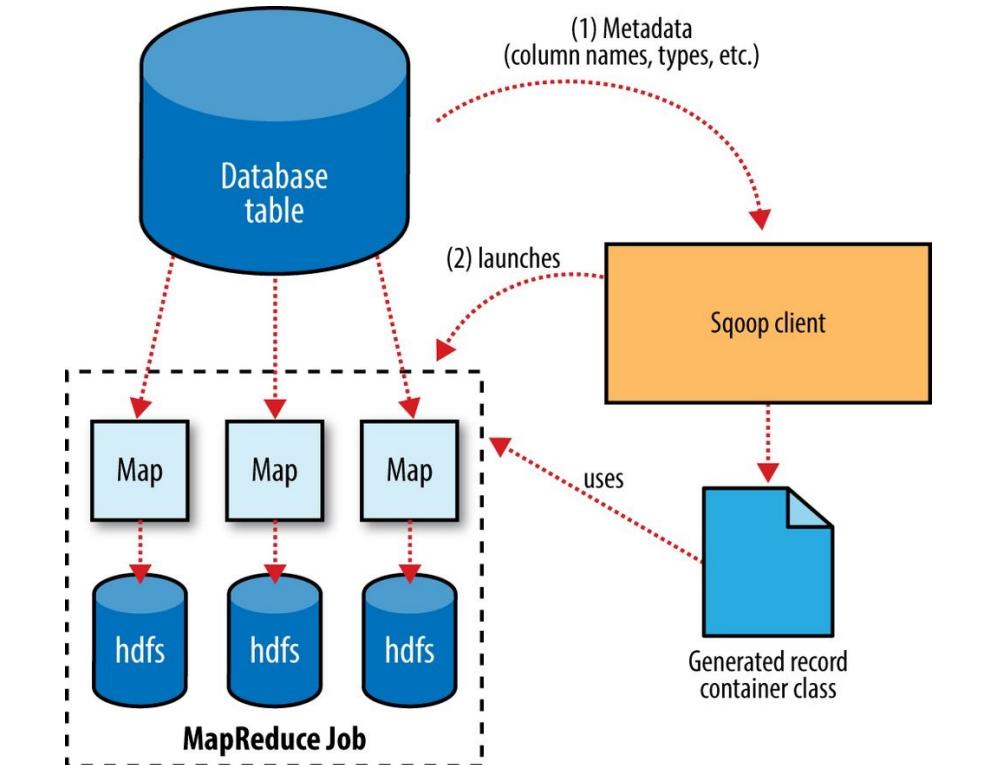 (1) Metadata
(column names, types, etc.)
Database
table
(2) launches
Sqoop client
Map
Map
Map
uses
hdfs
hdfs
hdfs
Generated record
container class
MapReduce Job